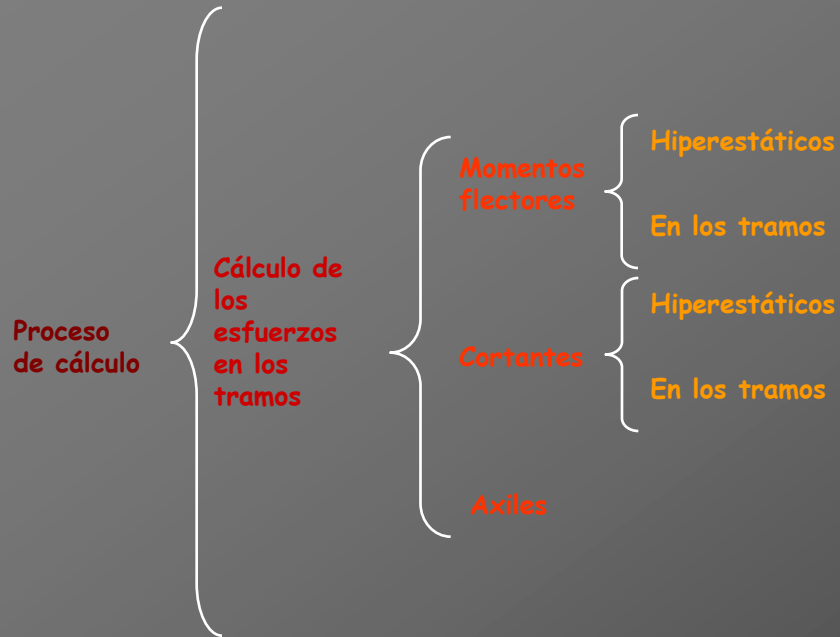 Proceso
de cálculo
Cálculo de
los
esfuerzos
en los
tramos
Momentos
flectores
Hiperestáticos
En los tramos
Cortantes
Hiperestáticos
En los tramos
Axiles